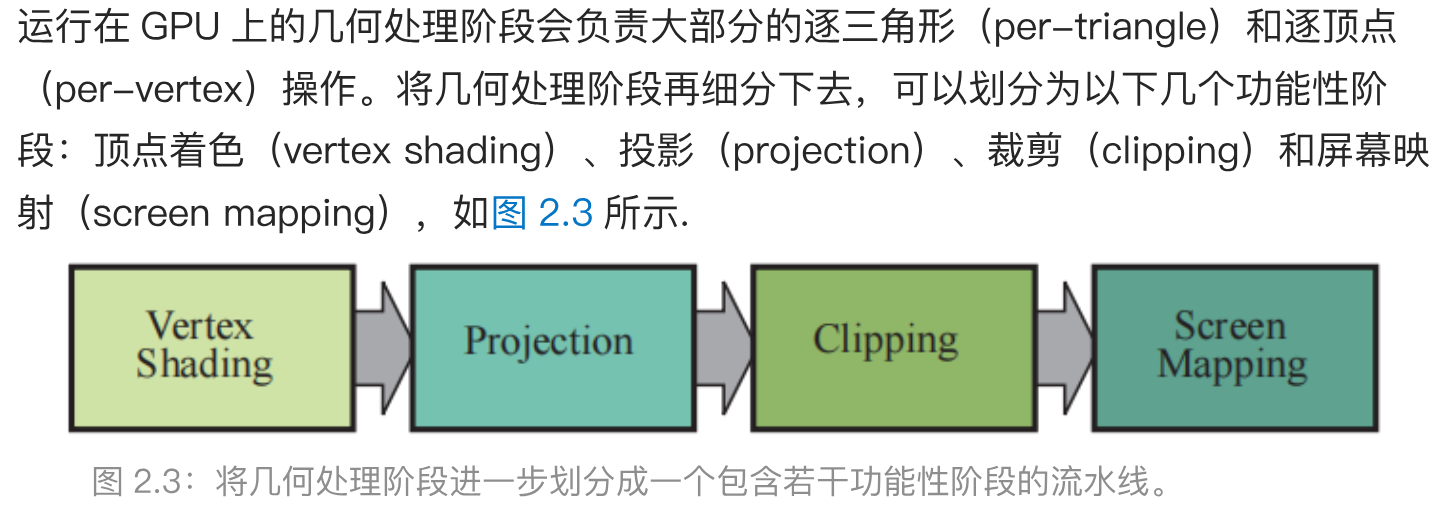 运行在 GPU 上的几何处理阶段会负责大部分的逐三角形（per-triangle）和逐顶点
（per-vertex）操作。将几何处理阶段再细分下去，可以划分为以下几个功能性阶
段：顶点着色（vertex shading）、投影（projection）、裁剪（clipping）和屏幕映
射（screen mapping），如图 2.3 所示.
Vertex
Shading
Projection
Clipping
Screen
Mapping
图 2.3：将几何处理阶段进一步划分成一个包含若干功能性阶段的流水线。